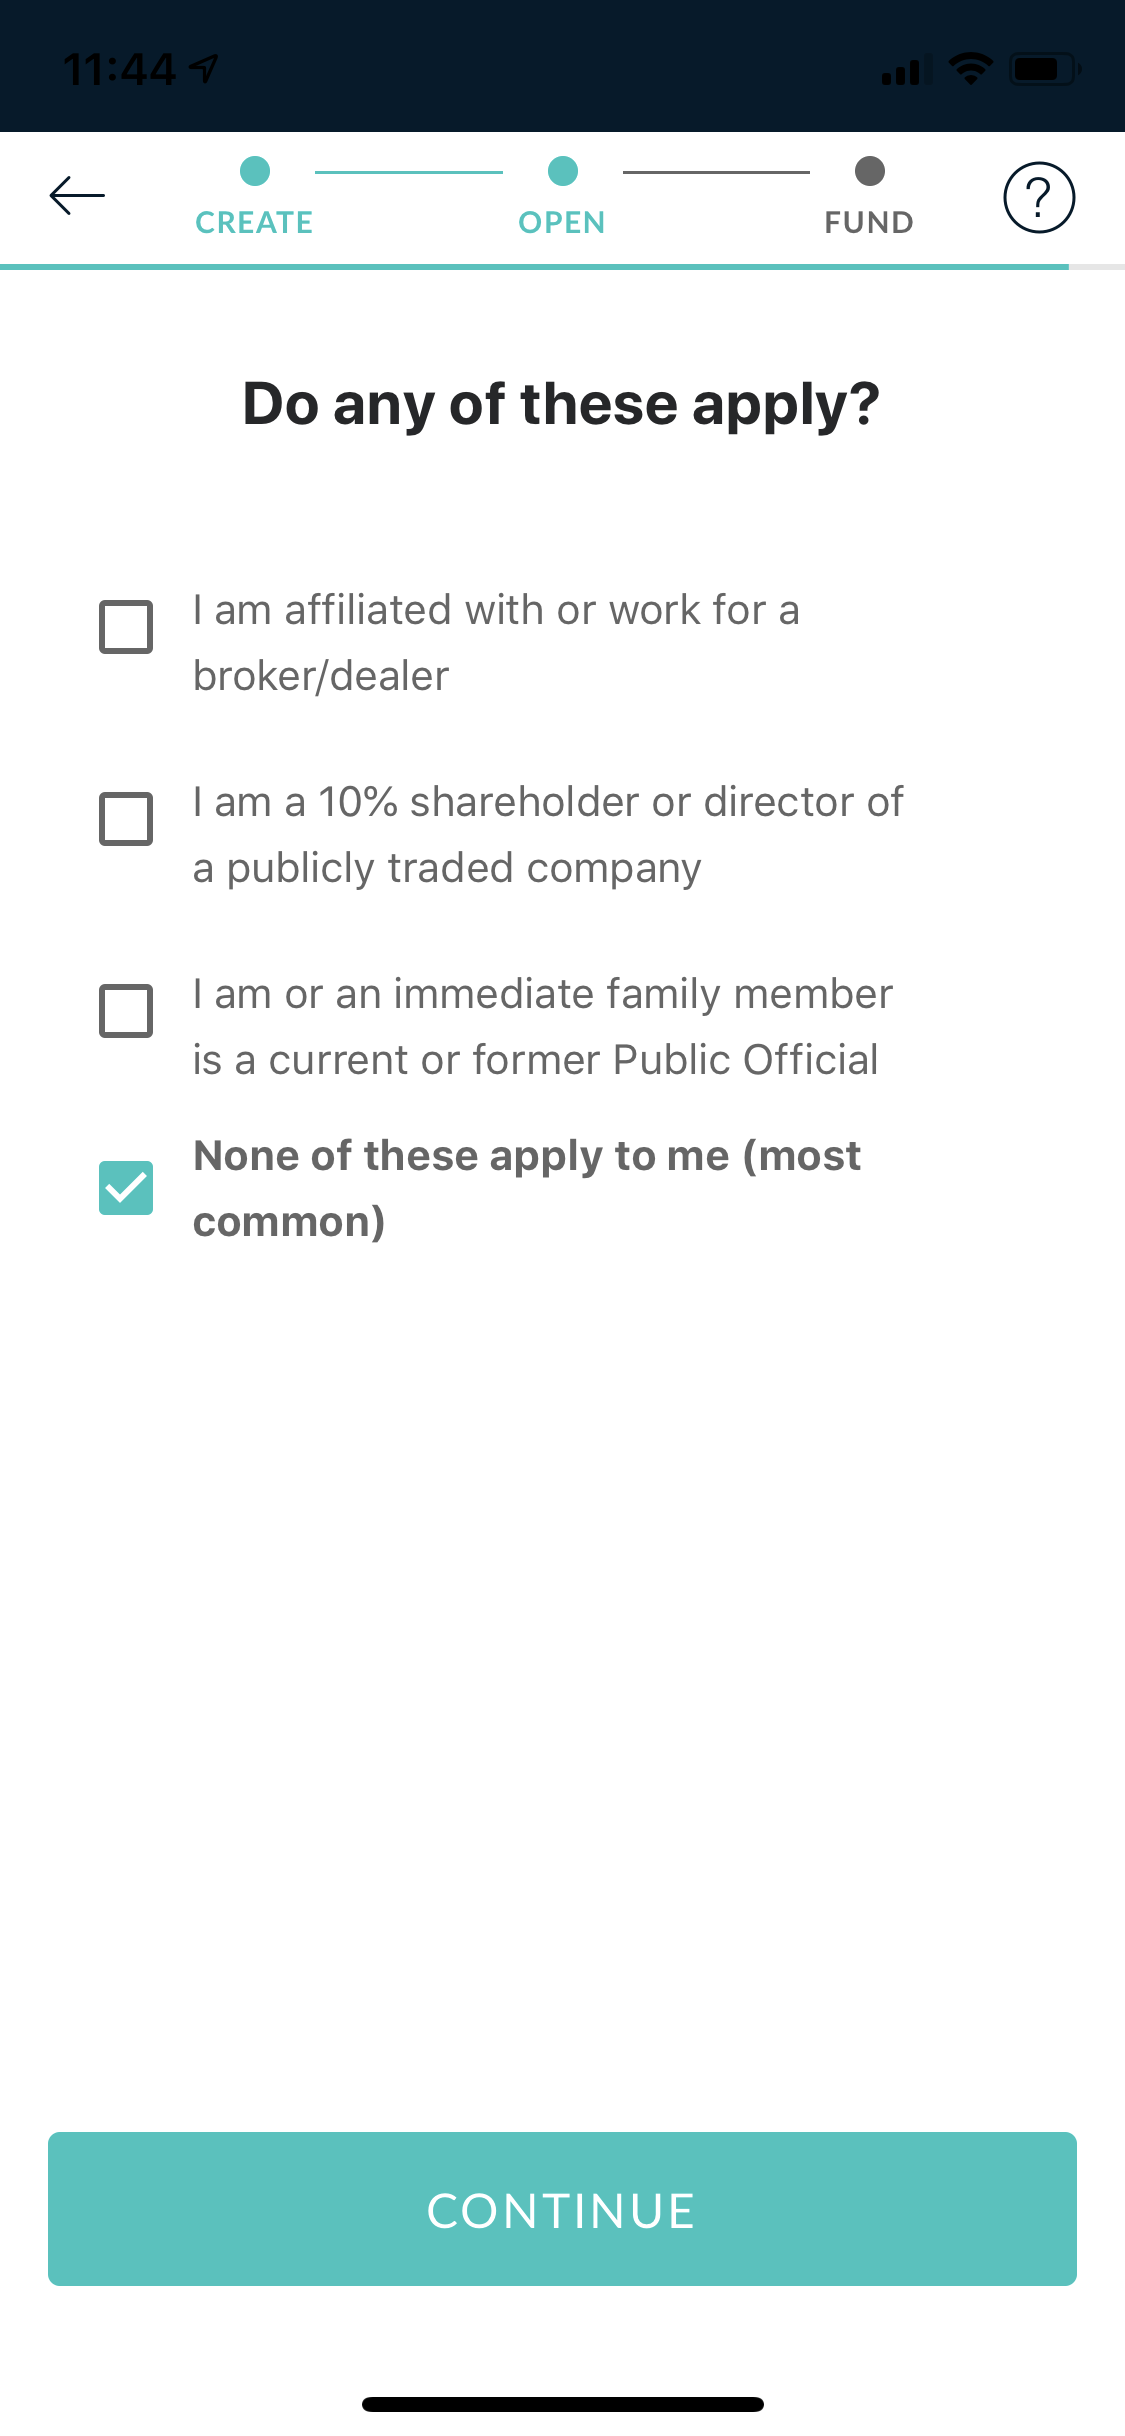 11:44
CREATE
OPEN
FUND
?
Do any of these apply?
I am affiliated with or work for a
broker/dealer
I am a 10% shareholder or director of
a publicly traded company
I am or an immediate family member
is a current or former Public Official
None of these apply to me (most
common)
CONTINUE